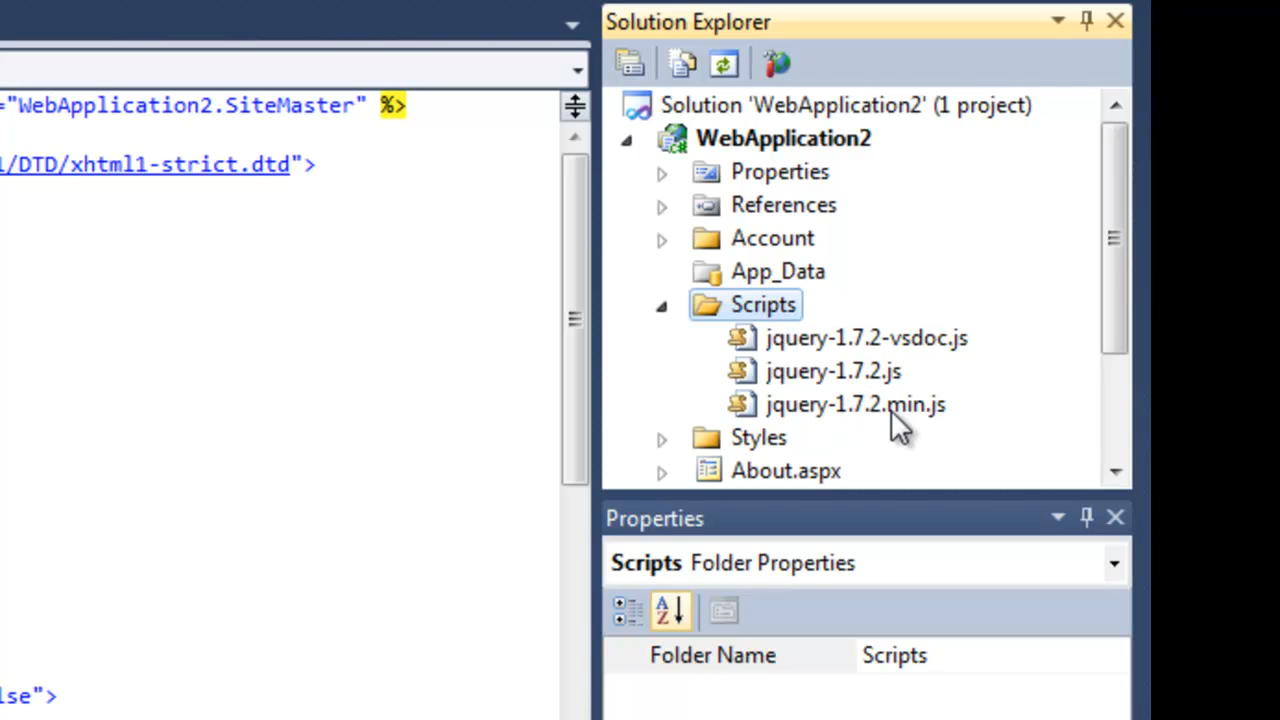 ="WebApplication2.SiteMaster" %>
l/DTD/xhtml1-strict.dtd">
lse">
Solution Explorer
Solution 'WebApplication2' (1 project)
WebApplication2
Properties
References
Account
App_Data
Scripts
jquery-1.7.2-vsdoc.js
jquery-1.7.2.js
jquery-1.7.2.min.js
Styles
About.aspx
Properties
Scripts Folder Properties
Folder Name Scripts